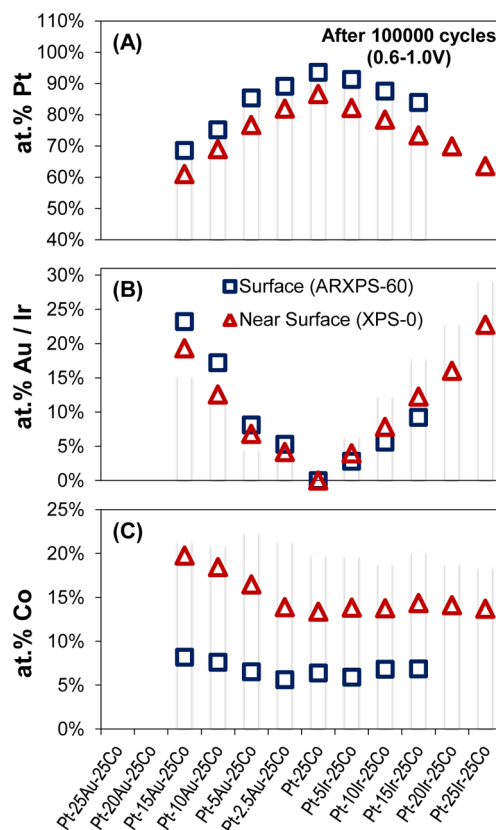 After 100000 cycles
(0.6-1.0V)
(A)
at.% Pt
110%
100%
90%
80%
70%
60%
50%
40%
(B)
at.% Au / Ir
Surface (ARXPS-60)
Near Surface (XPS-0)
30%
25%
20%
15%
10%
5%
0%
(C)
at.% Co
25%
20%
15%
10%
5%
0%
Pt-25Au-25Co
Pt-20Au-25Co
Pt-15Au-25Co
Pt-10Au-25Co
Pt-5Au-25Co
Pt-2.5Au-25Co
Pt-25Co
Pt-5Ir-25Co
Pt-10Ir-25Co
Pt-15Ir-25Co
Pt-20Ir-25Co
Pt-25Ir-25Co